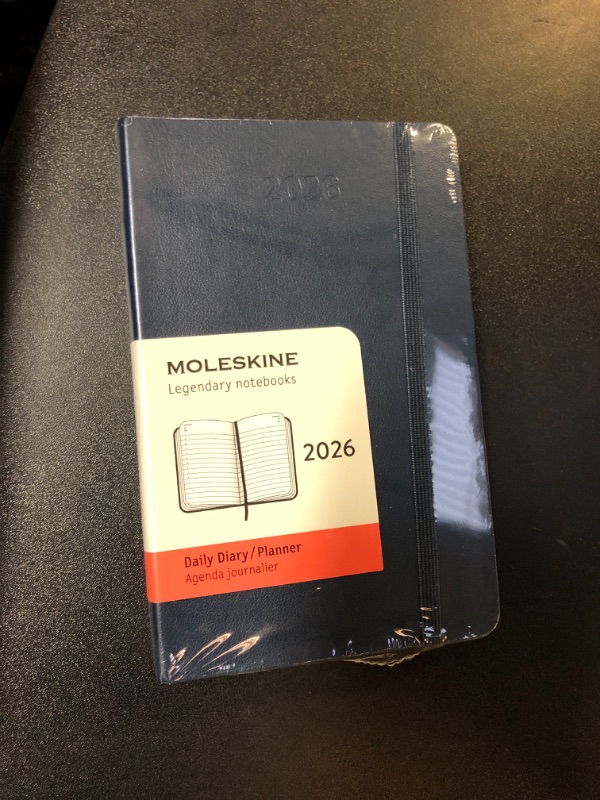 2026
MOLESKINE
Legendary notebooks
2026
Daily Diary/Planner
Agenda journalier